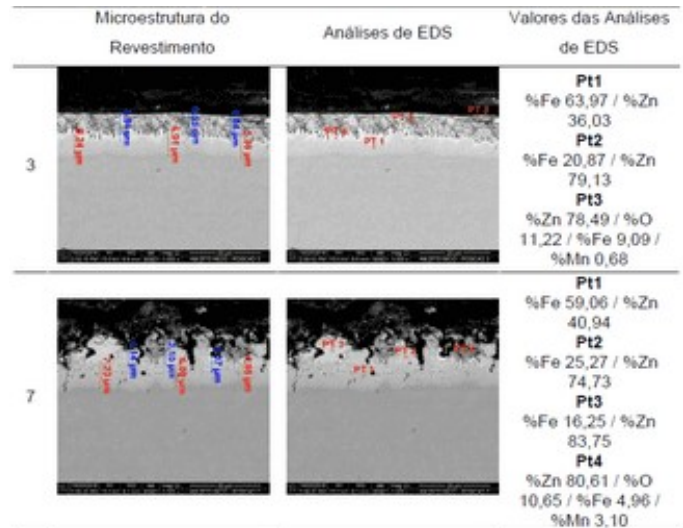 Microestrutura do
Revestimento
Análises de EDS
Valores das Análises
de EDS
3
Pt1
%Fe 63,97 / %Zn
36,03
Pt2
%Fe 20,87 / %Zn
79,13
Pt3
%Zn 78,49 / %O
11,22 / %Fe 9,09 /
%Mn 0,68
7
Pt1
%Fe 59,06 / %Zn
40,94
Pt2
%Fe 25,27 / %Zn
74,73
Pt3
%Fe 16,25 / %Zn
83,75
Pt4
%Zn 80,61 / %O
10,65 / %Fe 4,96 /
%Mn 3,10